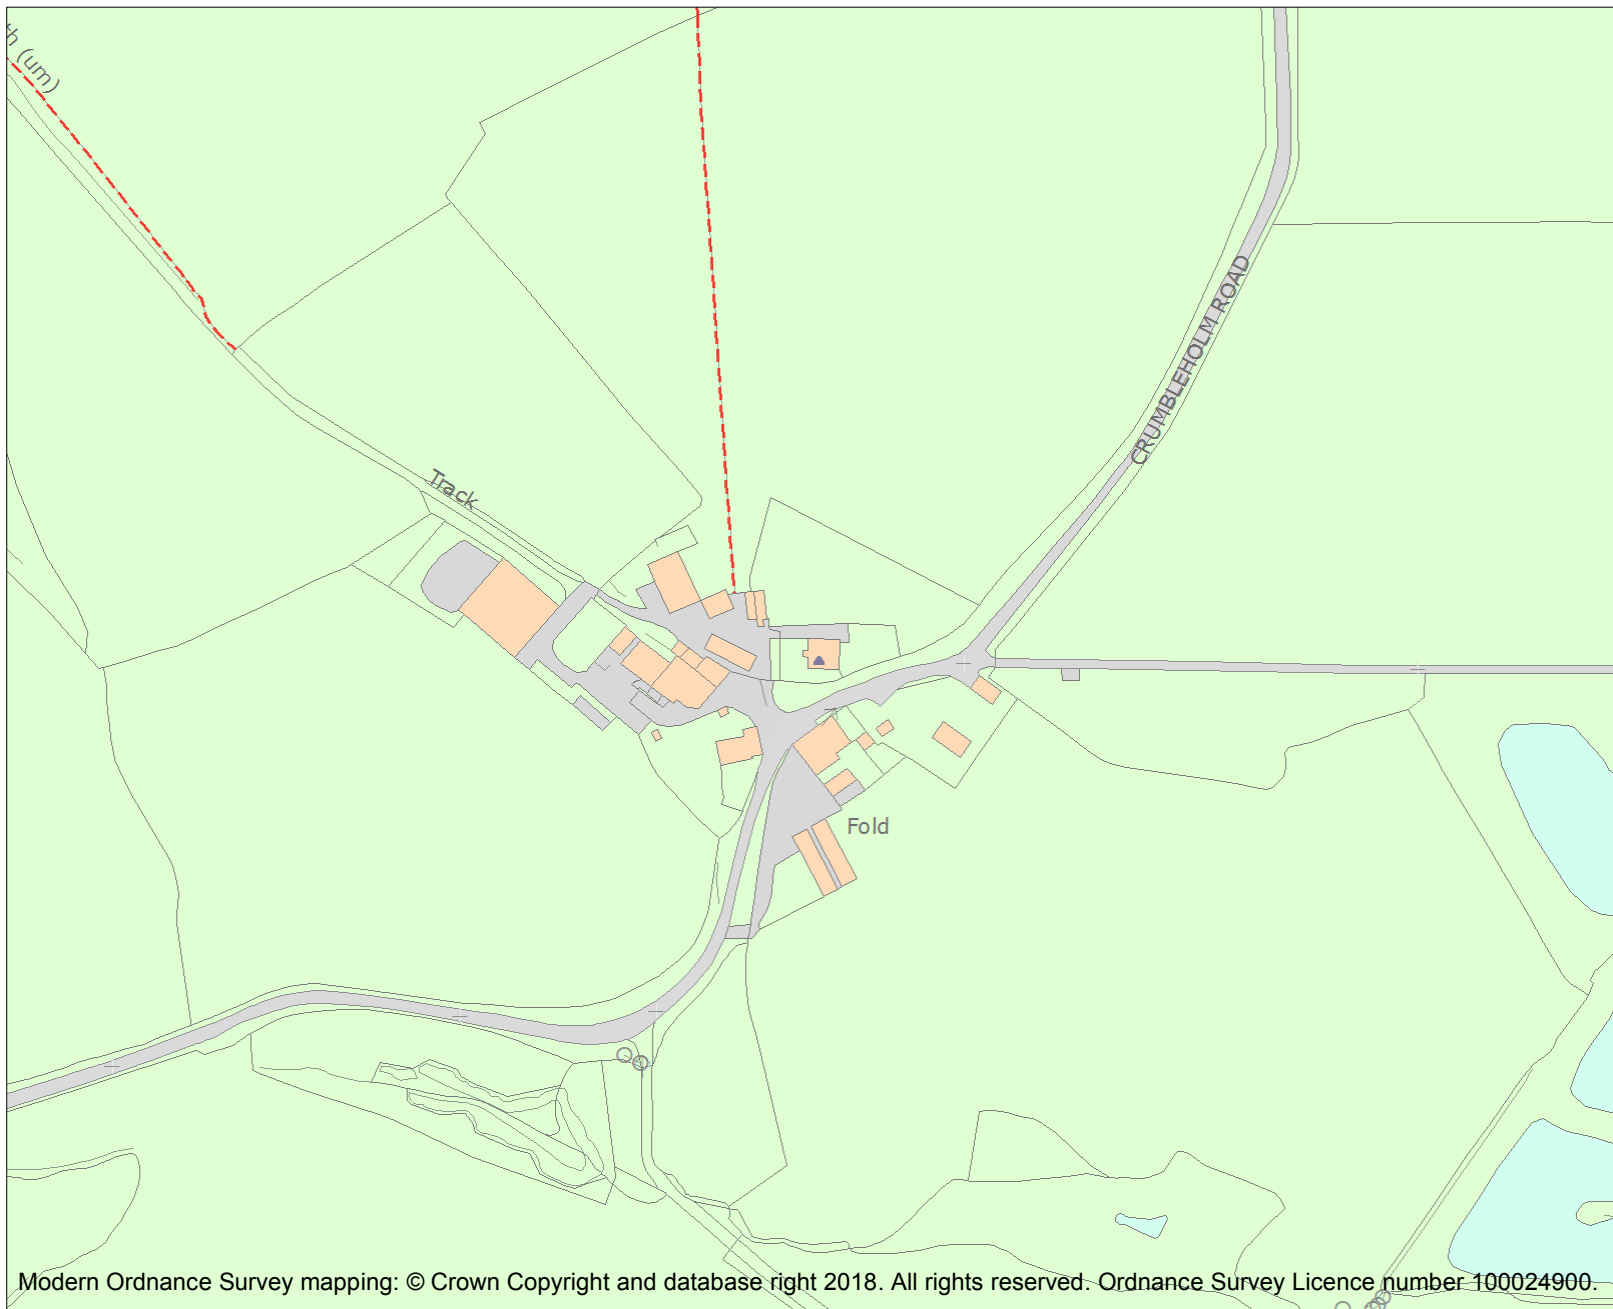 th (um)
CRUMBLEHOLM ROAD
Track
Fold
Modern Ordnance Survey mapping: © Crown Copyright and database right 2018. All rights reserved. Ordnance Survey Licence number 100024900.